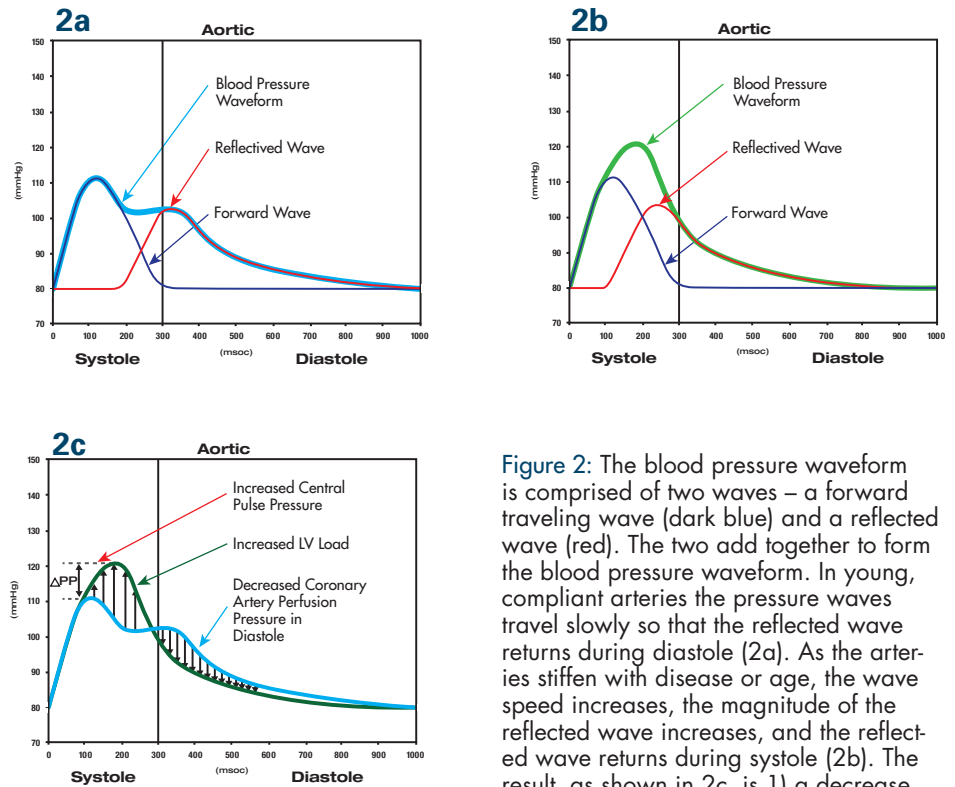 2a
Aortic
150
140
130
120
110
100
90
80
70
(mmHg)
Blood Pressure
Waveform
Reflectived Wave
Forward Wave
0 100 200 300 400 500 600 700 800 900 1000
Systole (msoc) Diastole
2b
Aortic
150
140
130
120
110
100
90
80
70
(mmHg)
Blood Pressure
Waveform
Reflectived Wave
Forward Wave
0 100 200 300 400 500 600 700 800 900 1000
Systole (msoc) Diastole
2c
Aortic
150
140
130
120
110
100
90
80
70
(mmHg)
△PP
Increased Central
Pulse Pressure
Increased LV Load
Decreased Coronary
Artery Perfusion
Pressure in
Diastole
0 100 200 300 400 500 600 700 800 900 1000
Systole (msoc) Diastole
Figure 2: The blood pressure waveform
is comprised of two waves – a forward
traveling wave (dark blue) and a reflected
wave (red). The two add together to form
the blood pressure waveform. In young,
compliant arteries the pressure waves
travel slowly so that the reflected wave
returns during diastole (2a). As the arter-
ies stiffen with disease or age, the wave
speed increases, the magnitude of the
reflected wave increases, and the reflect-
ed wave returns during systole (2b). The
result, as shown in 2c, is 1) a decrease